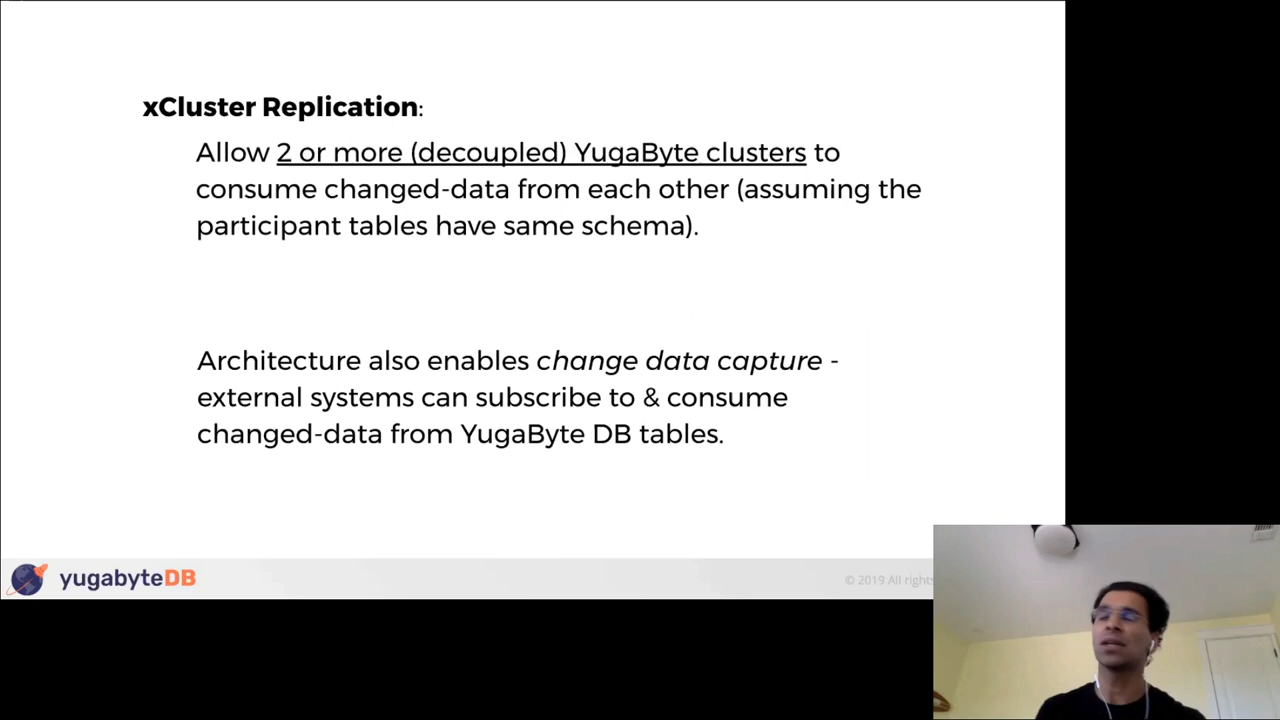 xCluster Replication:
Allow 2 or more (decoupled) YugaByte clusters to
consume changed-data from each other (assuming the
participant tables have same schema).
Architecture also enables change data capture -
external systems can subscribe to & consume
changed-data from YugaByte DB tables.
yugabyteDB
© 2019 All rights